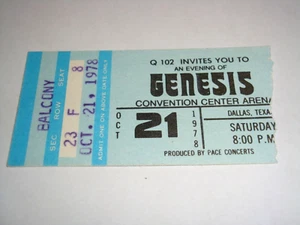 BALCONY
23 F 8
SEC ROW SEAT
OCT. 21, 1978
ADMIT ONE ON ABOVE DATE ONLY
Q 102 INVITES YOU TO
AN EVENING OF
GENESIS
CONVENTION CENTER ARENA
DALLAS, TEXA
OCT
21
1978
SATURDAY
8:00 P.M
PRODUCED BY PACE CONCERTS